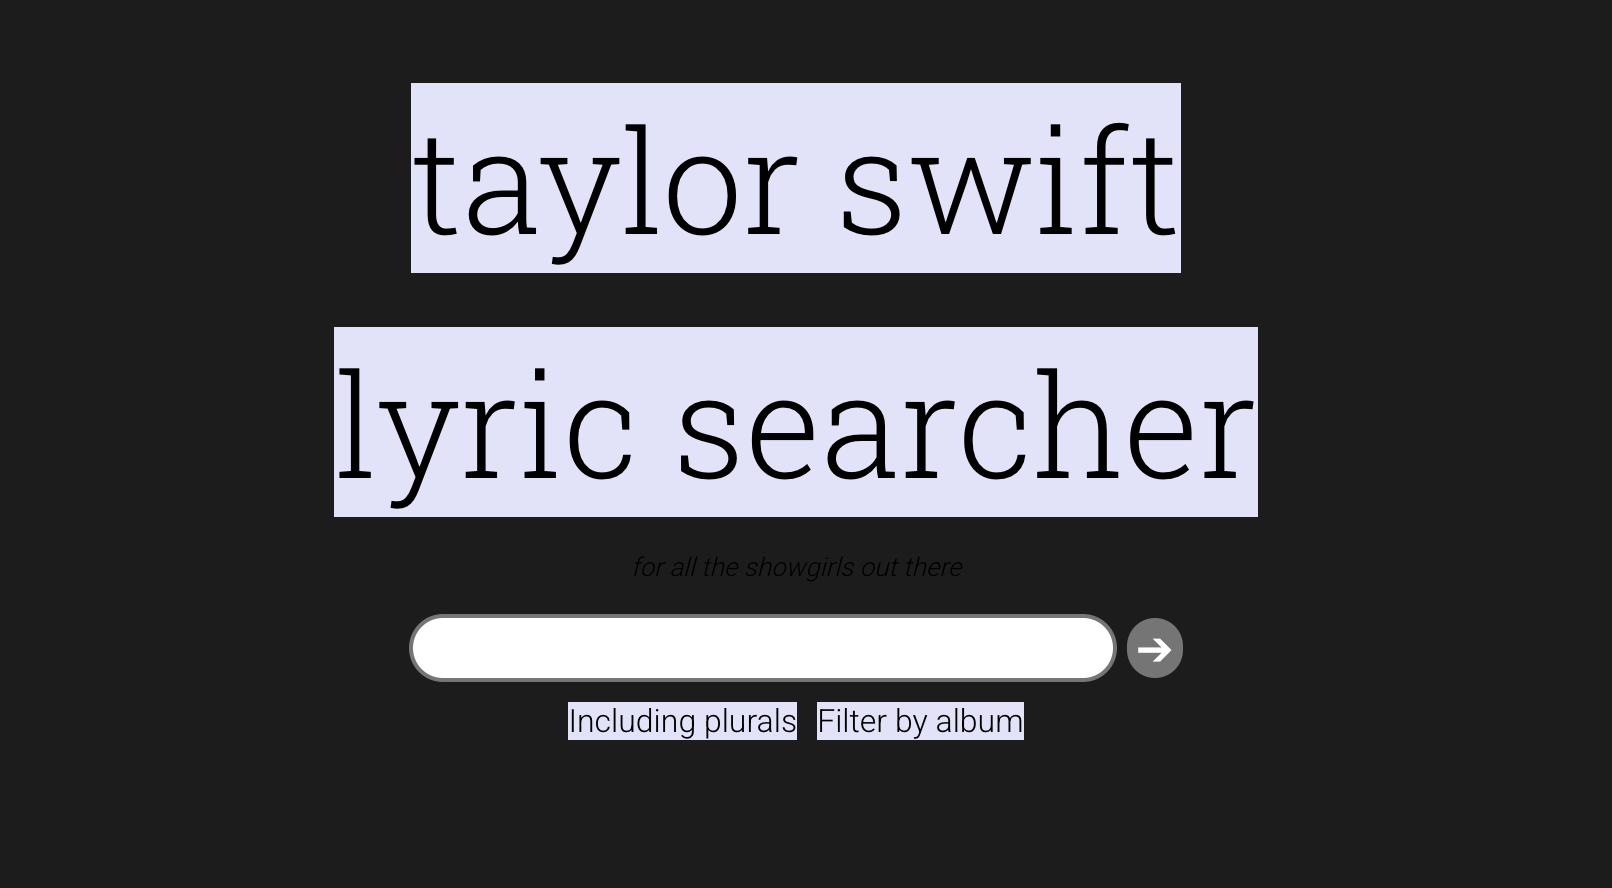 taylor swift
lyric searcher
for all the showgirls out there
Including plurals Filter by album